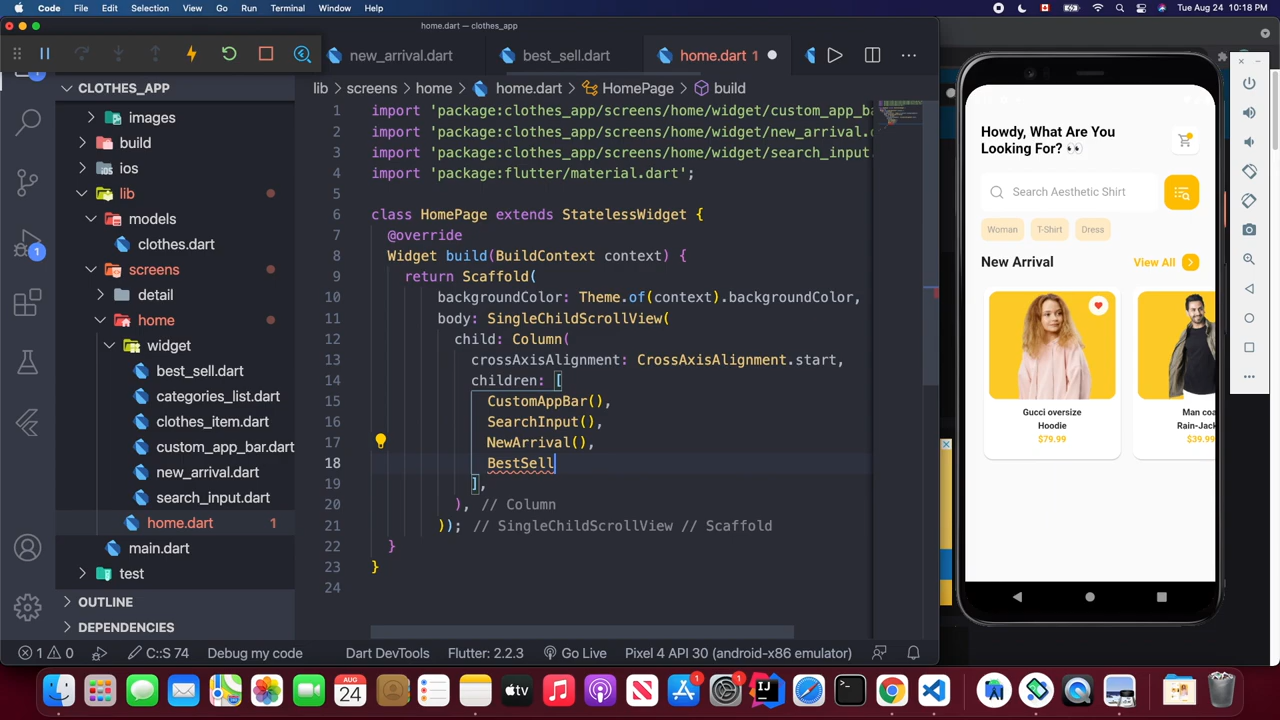 Code File Edit Selection View Go Run Terminal Window Help
Tue Aug 24 10:18 PM
home.dart — clothes_app
new_arrival.dart
best_sell.dart
home.dart 1
CLOTHES_APP
lib > screens > home > home.dart > HomePage > build
images
build
ios
lib
models
clothes.dart
screens
detail
home
widget
best_sell.dart
categories_list.dart
clothes_item.dart
custom_app_bar.dart
new_arrival.dart
search_input.dart
home.dart 1
main.dart
test
OUTLINE
DEPENDENCIES
1
1 import 'package:clothes_app/screens/home/widget/custom_app_ba
2 import 'package:clothes_app/screens/home/widget/new_arrival.d
3 import 'package:clothes_app/screens/home/widget/search_input.
4 import 'package:flutter/material.dart';
5
6 class HomePage extends StatelessWidget {
7 @override
8 Widget build(BuildContext context) {
9 return Scaffold(
10 backgroundColor: Theme.of(context).backgroundColor,
11 body: SingleChildScrollView(
12 child: Column(
13 crossAxisAlignment: CrossAxisAlignment.start,
14 children: [
15 CustomAppBar(),
16 SearchInput(),
17 NewArrival(),
18 BestSell
19 ],
20 ), // Column
21 )); // SingleChildScrollView // Scaffold
22 }
23 }
24
Howdy, What Are You
Looking For? 👀
Search Aesthetic Shirt
Woman T-Shirt Dress
New Arrival View All
Gucci oversize
Hoodie
$79.99
Man coa
Rain-Jack
$39.99
1 0 C::S 74 Debug my code Dart DevTools Flutter: 2.2.3 Go Live Pixel 4 API 30 (android-x86 emulator)
AUG
24
tv
1
1
IJ